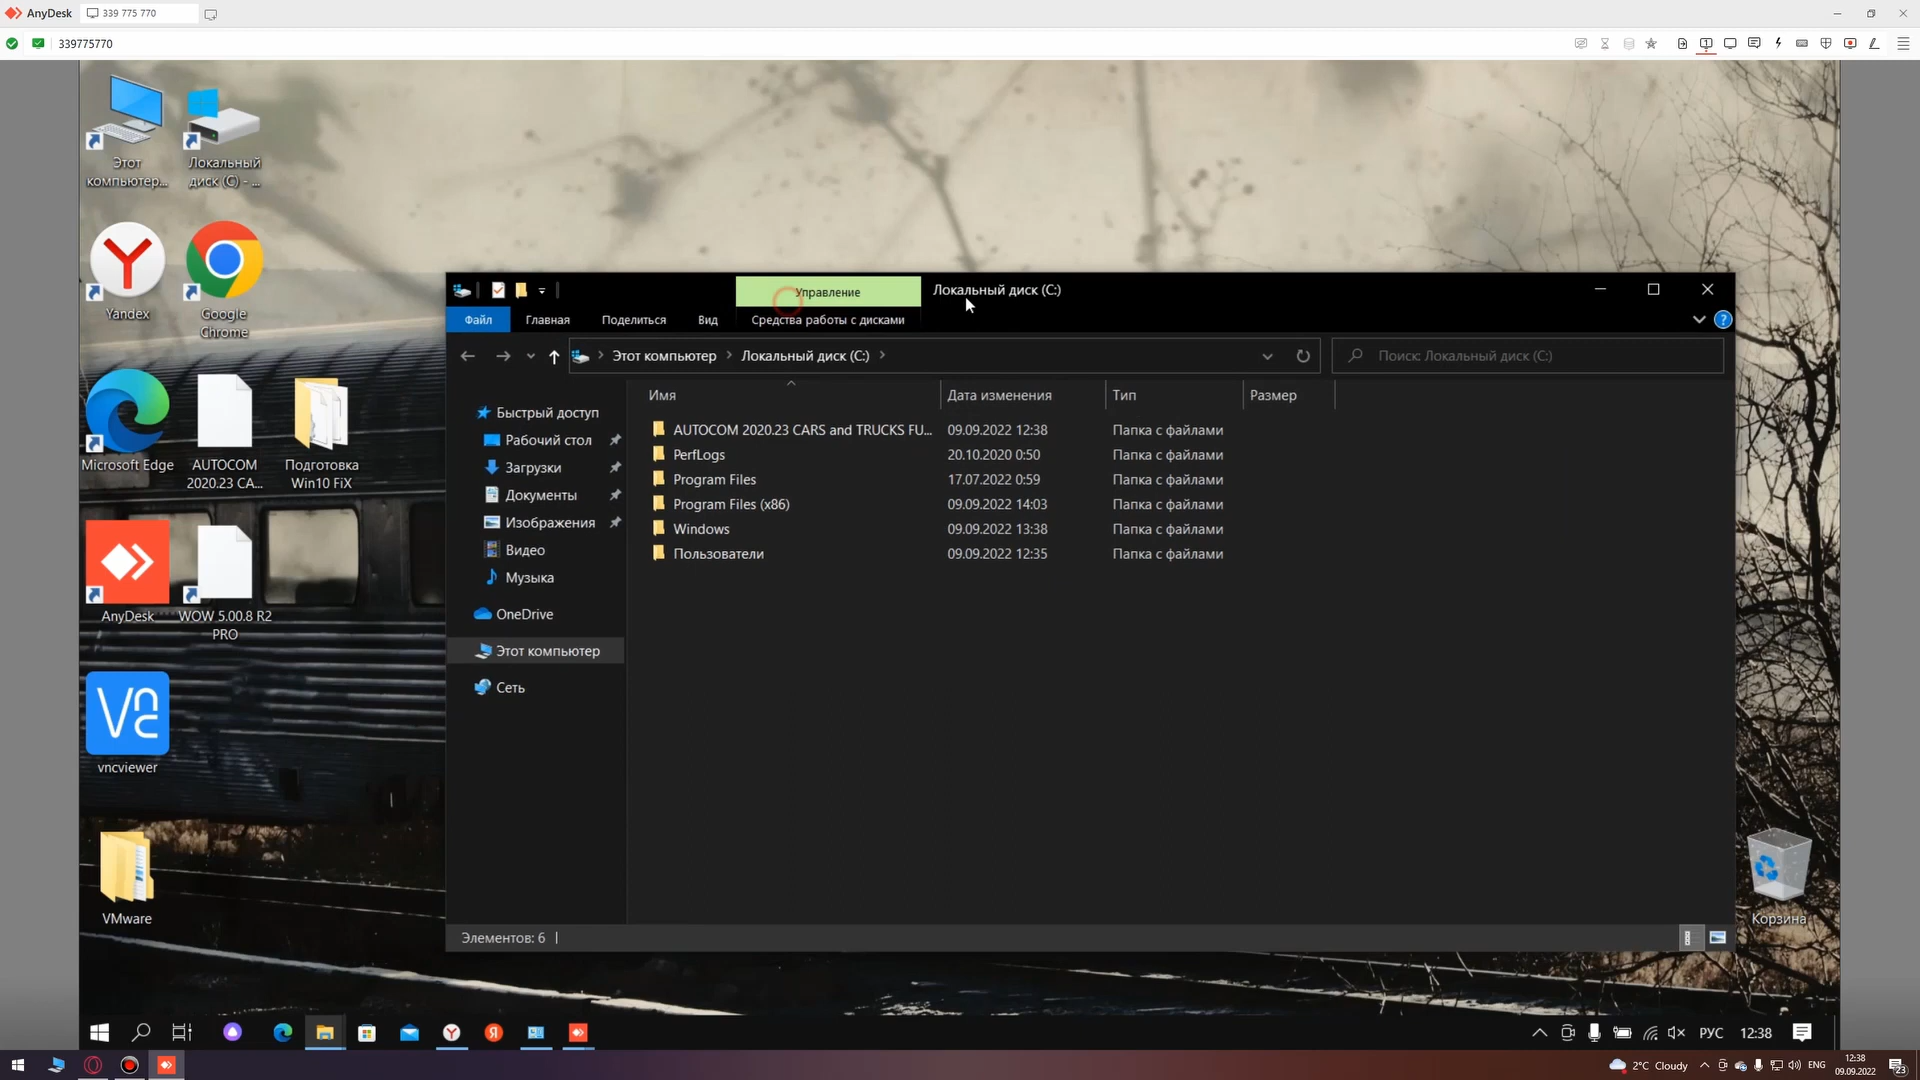 AnyDesk
339 775 770
339775770
Этот
компьютер...
Локальный
диск (C) - ...
Yandex
Google
Chrome
Microsoft Edge
AUTOCOM
2020.23 CA...
Подготовка
Win10 FiX
AnyDesk
WOW 5.00.8 R2
PRO
vncviewer
VMware
Корзина
Управление
Локальный диск (C:)
Файл
Главная
Поделиться
Вид
Средства работы с дисками
Этот компьютер
Локальный диск (C:)
Поиск: Локальный диск (C:)
Быстрый доступ
Рабочий стол
Загрузки
Документы
Изображения
Видео
Музыка
OneDrive
Этот компьютер
Сеть
Имя Дата изменения Тип Размер
AUTOCOM 2020.23 CARS and TRUCKS FU... 09.09.2022 12:38 Папка с файлами
PerfLogs 20.10.2020 0:50 Папка с файлами
Program Files 17.07.2022 0:59 Папка с файлами
Program Files (x86) 09.09.2022 14:03 Папка с файлами
Windows 09.09.2022 13:38 Папка с файлами
Пользователи 09.09.2022 12:35 Папка с файлами
Элементов: 6
РУС
12:38
2°C Cloudy
ENG
12:38
09.09.2022
23